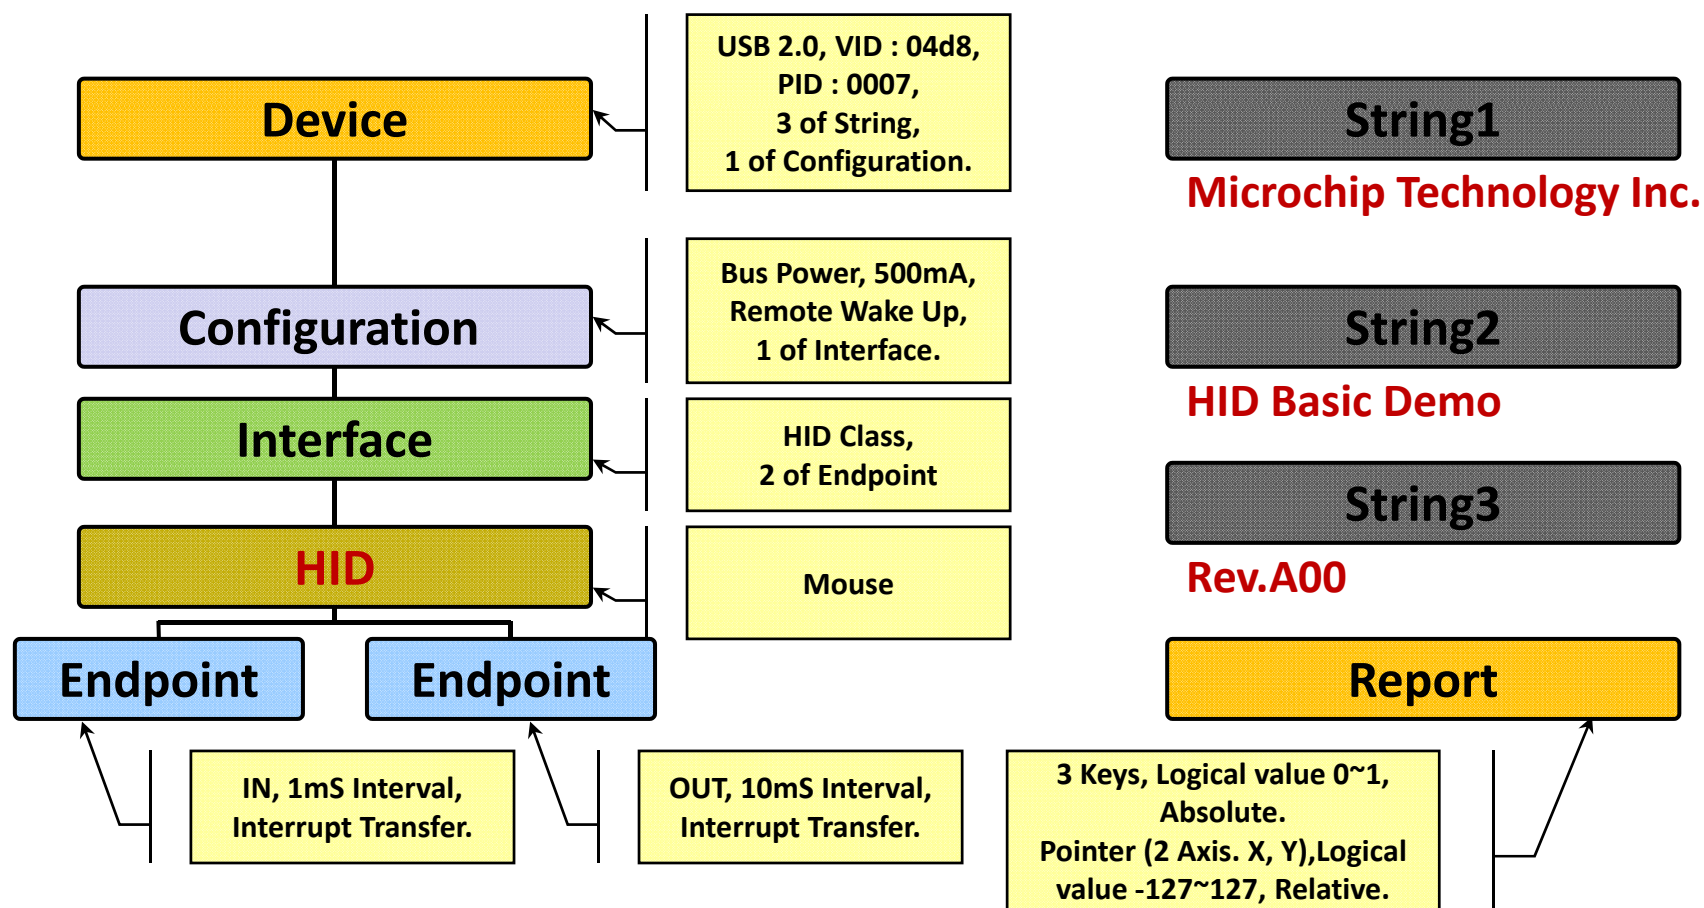 Device
USB 2.0, VID : 04d8,
PID : 0007,
3 of String,
1 of Configuration.
String1
Microchip Technology Inc.
Configuration
Bus Power, 500mA,
Remote Wake Up,
1 of Interface.
String2
HID Basic Demo
Interface
HID Class,
2 of Endpoint
String3
Rev.A00
HID
Mouse
Endpoint
Endpoint
Report
IN, 1mS Interval,
Interrupt Transfer.
OUT, 10mS Interval,
Interrupt Transfer.
3 Keys, Logical value 0~1,
Absolute.
Pointer (2 Axis. X, Y),Logical
value -127~127, Relative.